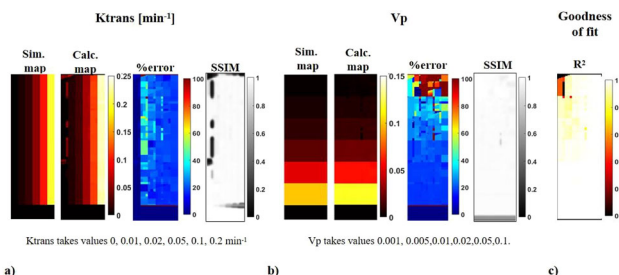 Ktrans [min⁻¹]
Vp
Goodness of fit
Sim. map
Calc. map
%error
SSIM
Sim. map
Calc. map
%error
SSIM
R²
0.25
0.2
0.15
0.1
0.05
0
100
80
60
40
20
0
1
0.8
0.6
0.4
0.2
0
0.15
0.1
0.05
0
100
80
60
40
20
0
1
0.8
0.6
0.4
0.2
0
1
0.8
0.6
0.4
0.2
0
Ktrans takes values 0, 0.01, 0.02, 0.05, 0.1, 0.2 min⁻¹
Vp takes values 0.001, 0.005,0.01,0.02,0.05,0.1.
a)
b)
c)